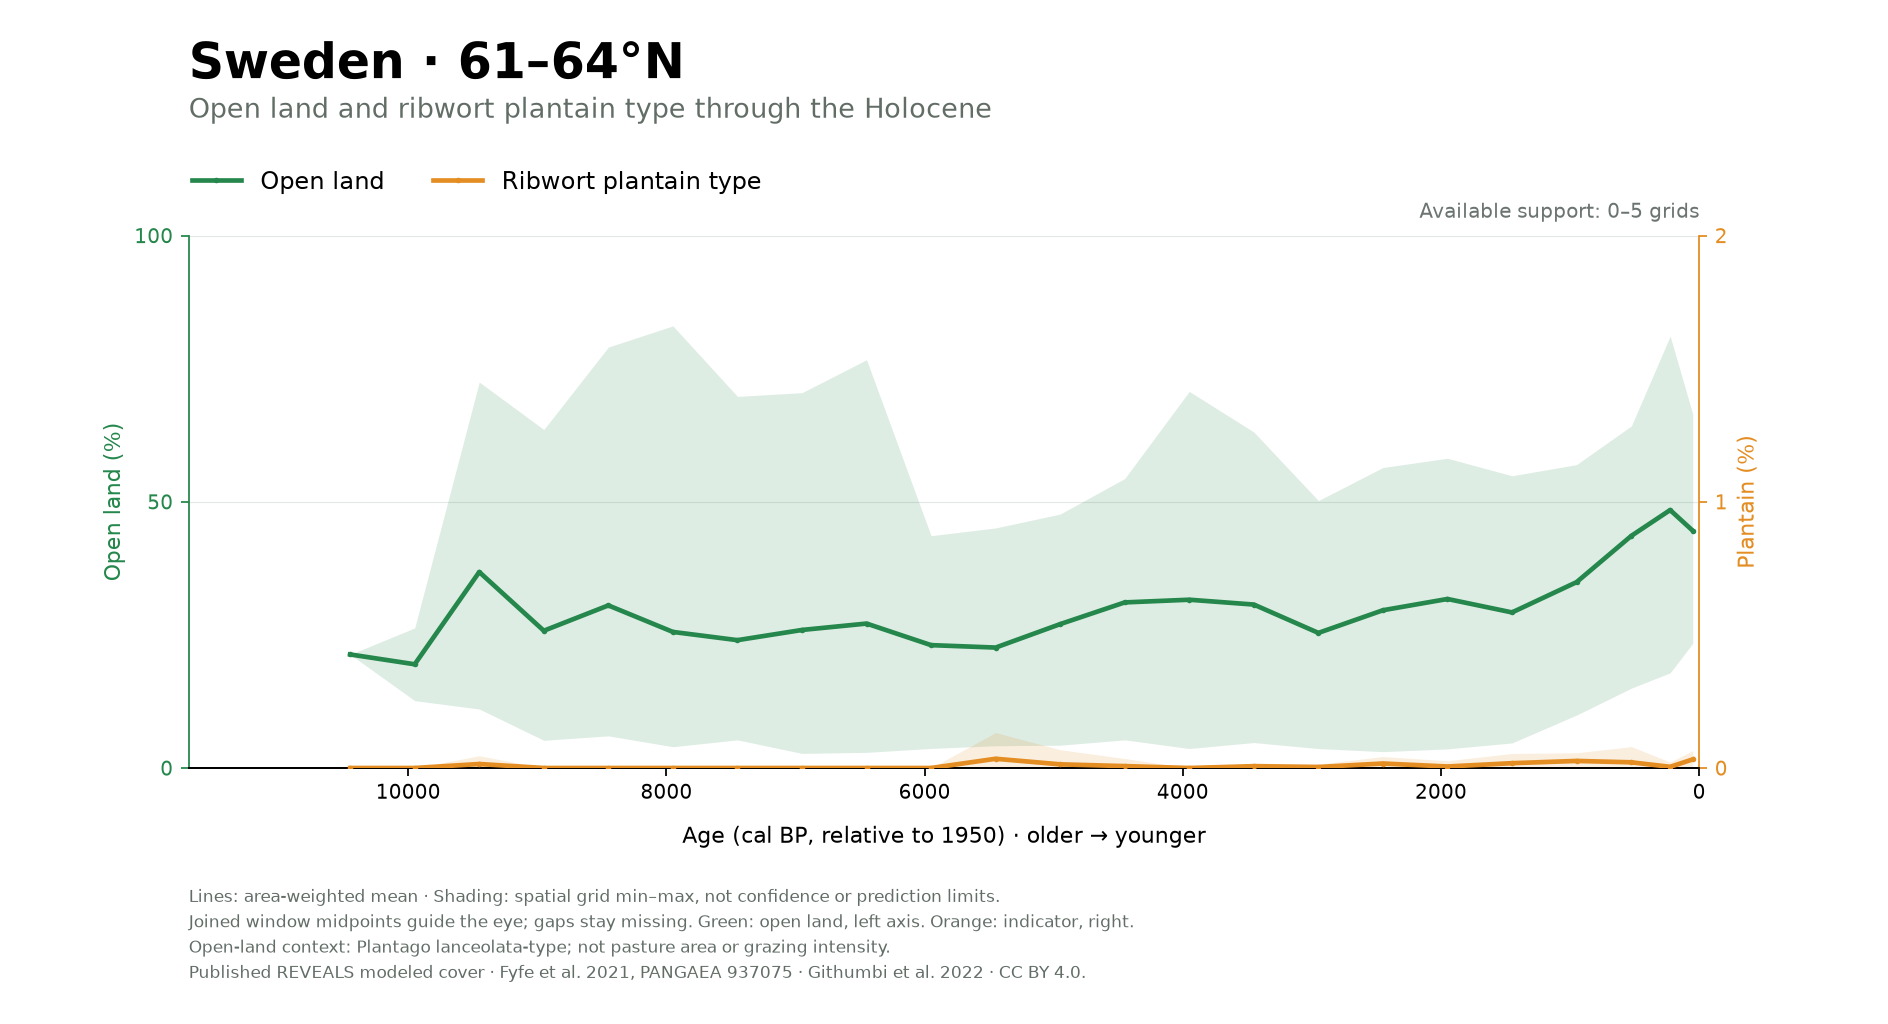 Sweden · 61–64°N
Open land and ribwort plantain type through the Holocene
Open land
Ribwort plantain type
Available support: 0–5 grids
100
50
0
Open land (%)
2
1
0
Plantain (%)
10000
8000
6000
4000
2000
0
Age (cal BP, relative to 1950) · older → younger
Lines: area-weighted mean · Shading: spatial grid min–max, not confidence or prediction limits.
Joined window midpoints guide the eye; gaps stay missing. Green: open land, left axis. Orange: indicator, right.
Open-land context: Plantago lanceolata-type; not pasture area or grazing intensity.
Published REVEALS modeled cover · Fyfe et al. 2021, PANGAEA 937075 · Githumbi et al. 2022 · CC BY 4.0.